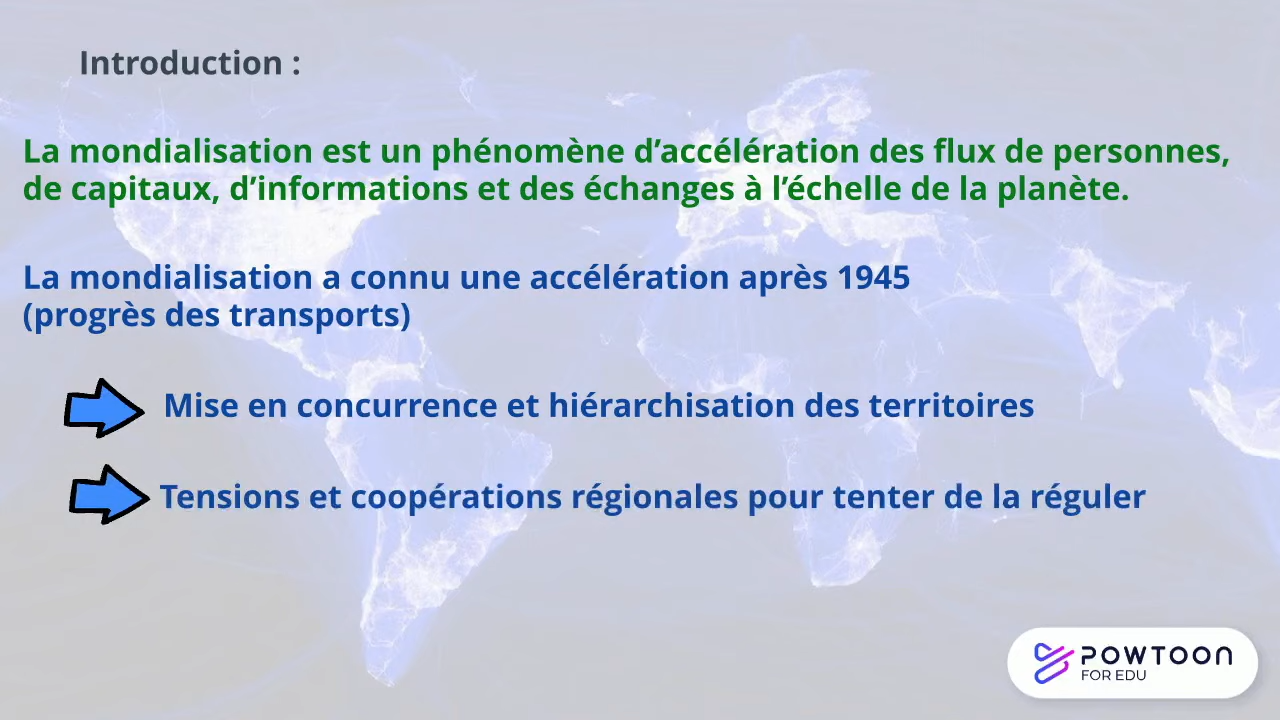 Introduction :
La mondialisation est un phénomène d’accélération des flux de personnes,
de capitaux, d’informations et des échanges à l’échelle de la planète.
La mondialisation a connu une accélération après 1945
(progrès des transports)
Mise en concurrence et hiérarchisation des territoires
Tensions et coopérations régionales pour tenter de la réguler
POWTOON
FOR EDU